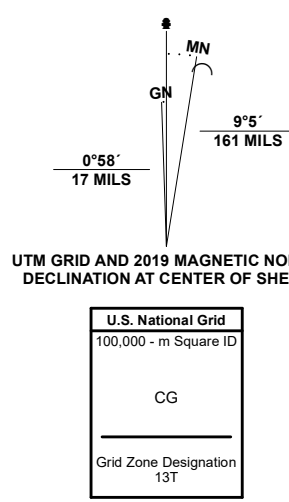 MN
GN
9°5´
161 MILS
0°58´
17 MILS
UTM GRID AND 2019 MAGNETIC NO
DECLINATION AT CENTER OF SHE
U.S. National Grid
100,000 - m Square ID
CG
Grid Zone Designation
13T